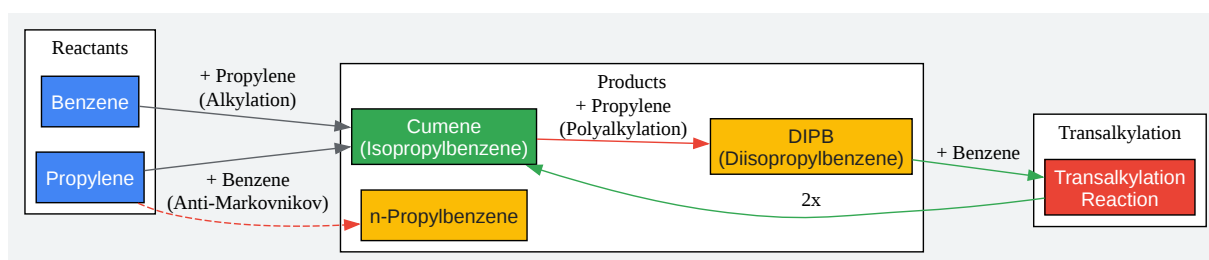 Reactants
Benzene
Propylene
+ Propylene
(Alkylation)
+ Benzene
(Anti-Markovnikov)
Products
+ Propylene
(Polyalkylation)
Cumene
(Isopropylbenzene)
n-Propylbenzene
DIPB
(Diisopropylbenzene)
+ Benzene
2x
Transalkylation
Transalkylation
Reaction